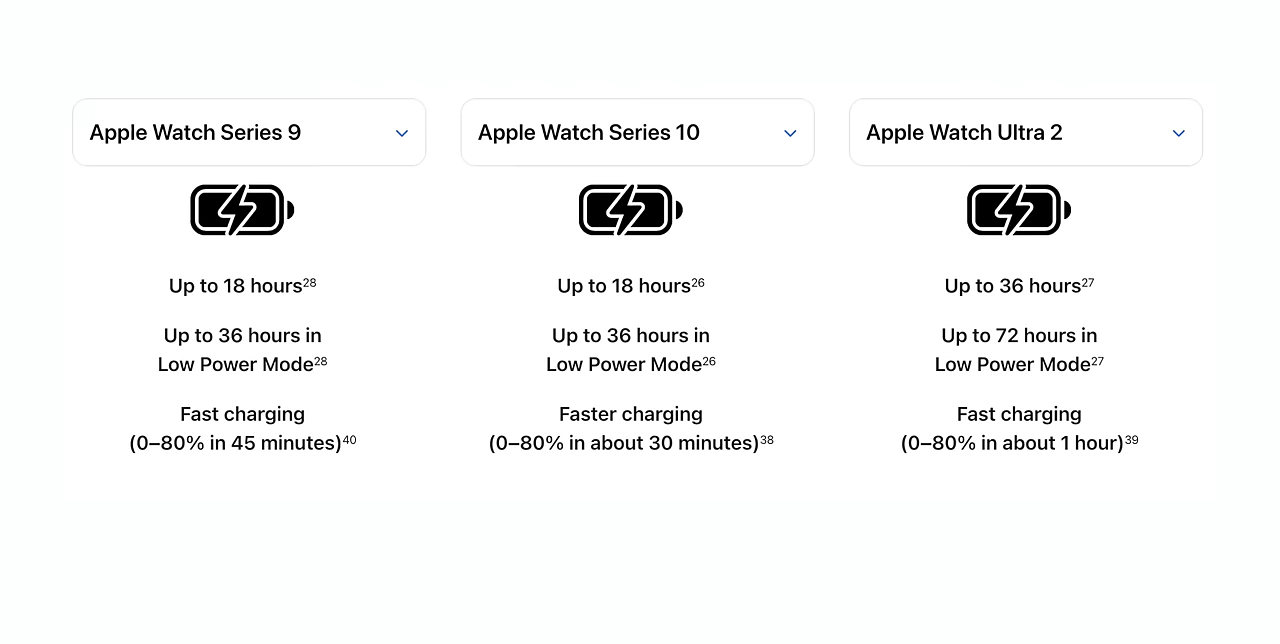 Apple Watch Series 9
Up to 18 hours²⁸
Up to 36 hours in
Low Power Mode²⁸
Fast charging
(0–80% in 45 minutes)⁴⁰
Apple Watch Series 10
Up to 18 hours²⁶
Up to 36 hours in
Low Power Mode²⁶
Faster charging
(0–80% in about 30 minutes)³⁸
Apple Watch Ultra 2
Up to 36 hours²⁷
Up to 72 hours in
Low Power Mode²⁷
Fast charging
(0–80% in about 1 hour)³⁹